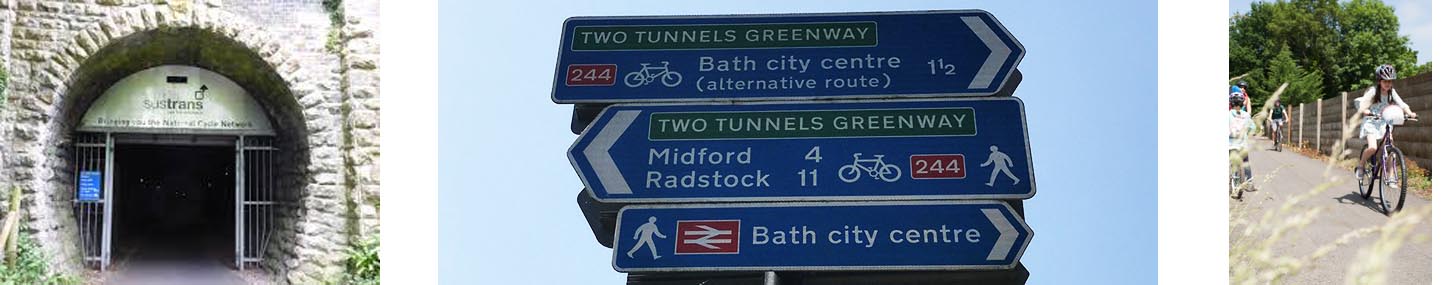 sustrans
Bringing you the National Cycle Network
TWO TUNNELS GREENWAY
244 Bath city centre 1½
(alternative route)
TWO TUNNELS GREENWAY
Midford 4
Radstock 11 244
Bath city centre